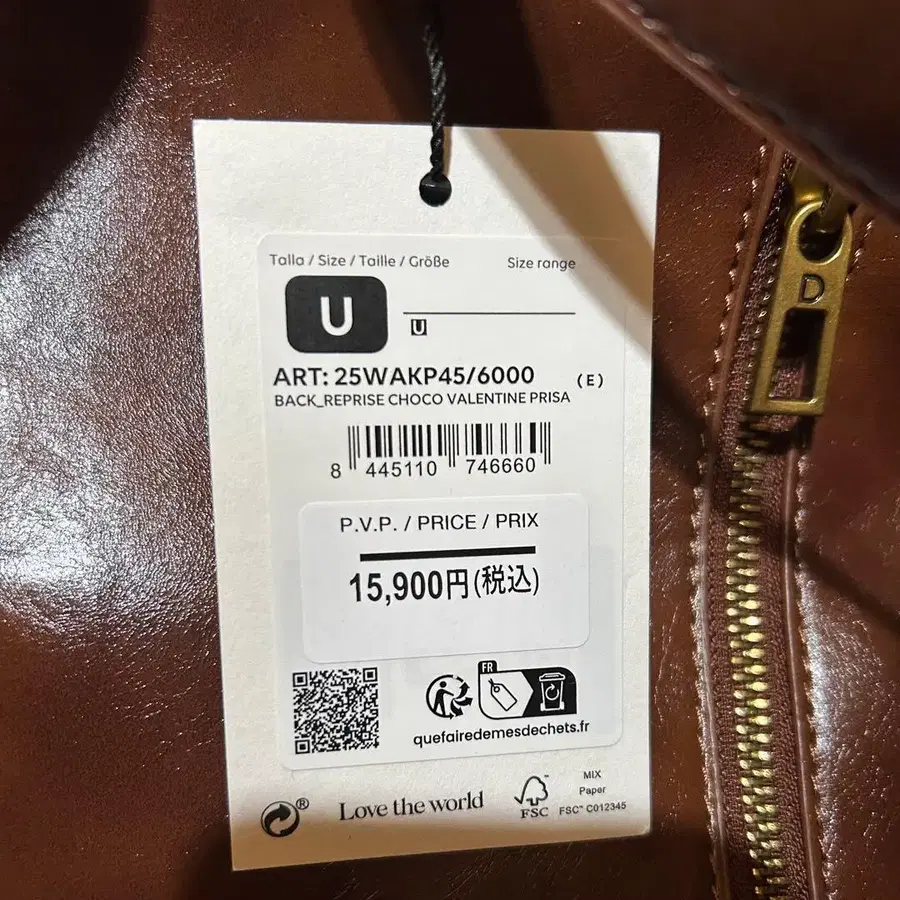 Talla / Size / Taille / Größe
Size range
U
U
ART: 25WAKP45/6000 (E)
BACK_REPRISE CHOCO VALENTINE PRISA
8 445110 746660
P.V.P. / PRICE / PRIX
15,900円(税込)
FR
quefairedemesdechets.fr
®
Love the world
FSC
MIX
Paper
FSC™ C012345
D